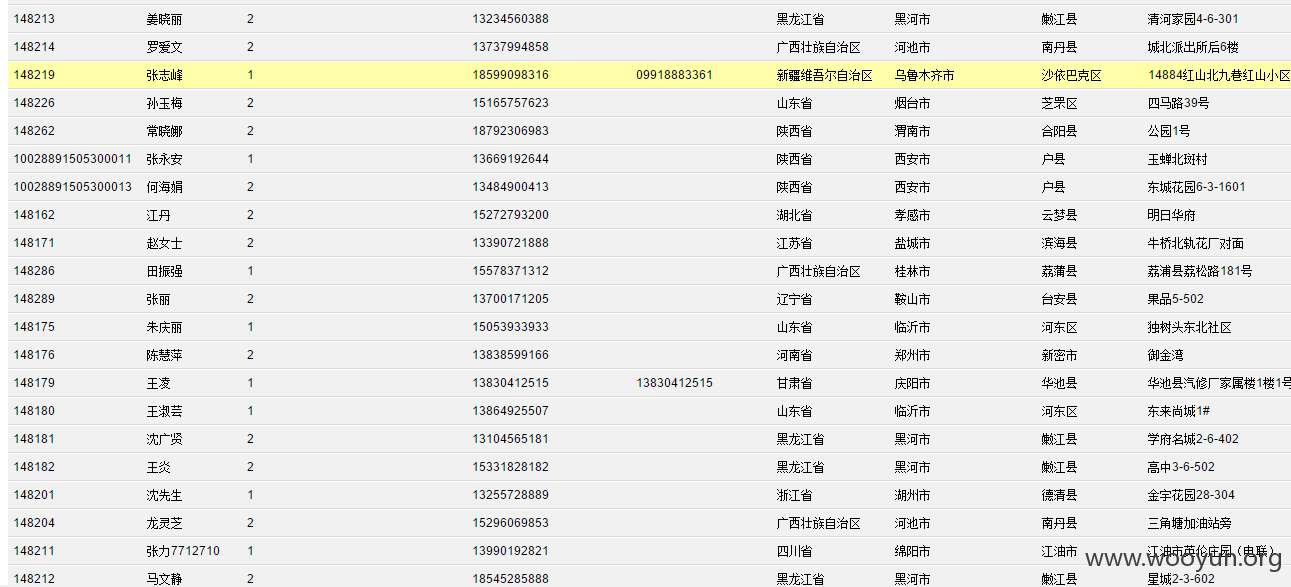 148213 姜晓丽 2 13234560388 黑龙江省 黑河市 嫩江县 清河家园4-6-301
148214 罗爱文 2 13737994858 广西壮族自治区 河池市 南丹县 城北派出所后6楼
148219 张志峰 1 18599098316 09918883361 新疆维吾尔自治区 乌鲁木齐市 沙依巴克区 14884红山北九巷红山小区
148226 孙玉梅 2 15165757623 山东省 烟台市 芝罘区 四马路39号
148262 常晓娜 2 18792306983 陕西省 渭南市 合阳县 公园1号
10028891505300011 张永安 1 13669192644 陕西省 西安市 户县 玉蝉北斑村
10028891505300013 何海娟 2 13484900413 陕西省 西安市 户县 东城花园6-3-1601
148162 江丹 2 15272793200 湖北省 孝感市 云梦县 明日华府
148171 赵女士 2 13390721888 江苏省 盐城市 滨海县 牛桥北轨花厂对面
148286 田振强 1 15578371312 广西壮族自治区 桂林市 荔蒲县 荔浦县荔松路181号
148289 张丽 2 13700171205 辽宁省 鞍山市 台安县 果品5-502
148175 朱庆丽 1 15053933933 山东省 临沂市 河东区 独树头东北社区
148176 陈慧萍 2 13838599166 河南省 郑州市 新密市 御金湾
148179 王凌 1 13830412515 13830412515 甘肃省 庆阳市 华池县 华池县汽修厂家属楼1楼1号
148180 王淑芸 1 13864925507 山东省 临沂市 河东区 东来尚城1#
148181 沈广贤 2 13104565181 黑龙江省 黑河市 嫩江县 学府名城2-6-402
148182 王炎 2 15331828182 黑龙江省 黑河市 嫩江县 高中3-6-502
148201 沈先生 1 13255728889 浙江省 湖州市 德清县 金宇花园28-304
148204 龙灵芝 2 15296069853 广西壮族自治区 河池市 南丹县 三角塘加油站旁
148211 张力7712710 1 13990192821 四川省 绵阳市 江油市 江油市英伦庄园（电联）
148212 马文静 2 18545285888 黑龙江省 黑河市 嫩江县 星城2-3-602
www.wooyun.org